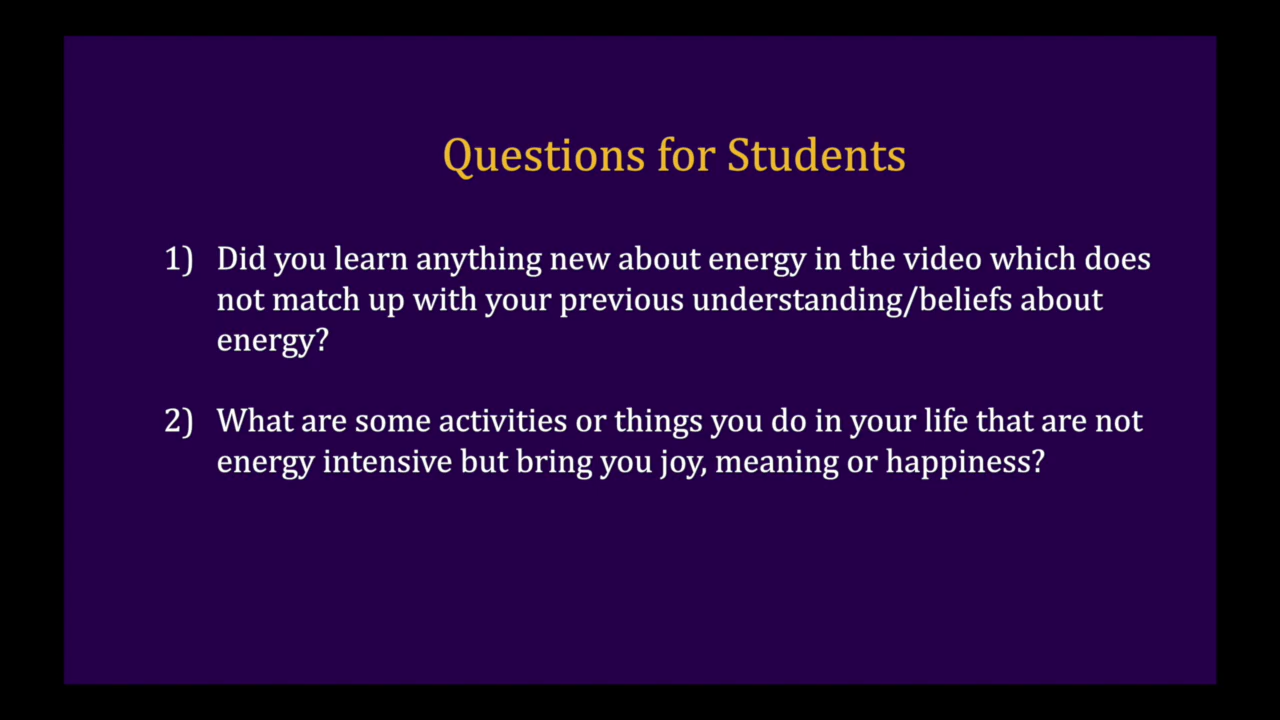 Questions for Students
1) Did you learn anything new about energy in the video which does
not match up with your previous understanding/beliefs about
energy?
2) What are some activities or things you do in your life that are not
energy intensive but bring you joy, meaning or happiness?